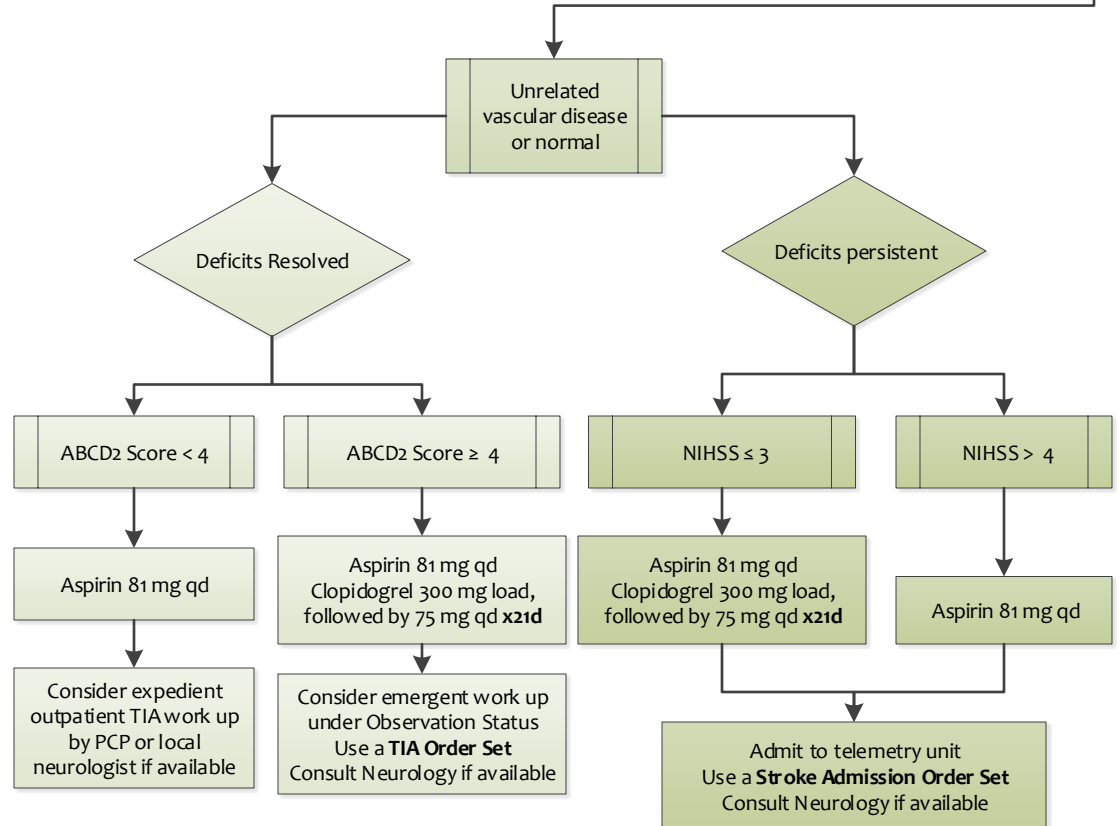 Unrelated
vascular disease
or normal
Deficits Resolved
Deficits persistent
ABCD2 Score < 4
ABCD2 Score ≥ 4
NIHSS ≤ 3
NIHSS > 4
Aspirin 81 mg qd
Aspirin 81 mg qd
Clopidogrel 300 mg load,
followed by 75 mg qd x21d
Aspirin 81 mg qd
Clopidogrel 300 mg load,
followed by 75 mg qd x21d
Aspirin 81 mg qd
Consider expedient
outpatient TIA work up
by PCP or local
neurologist if available
Consider emergent work up
under Observation Status
Use a TIA Order Set
Consult Neurology if available
Admit to telemetry unit
Use a Stroke Admission Order Set
Consult Neurology if available